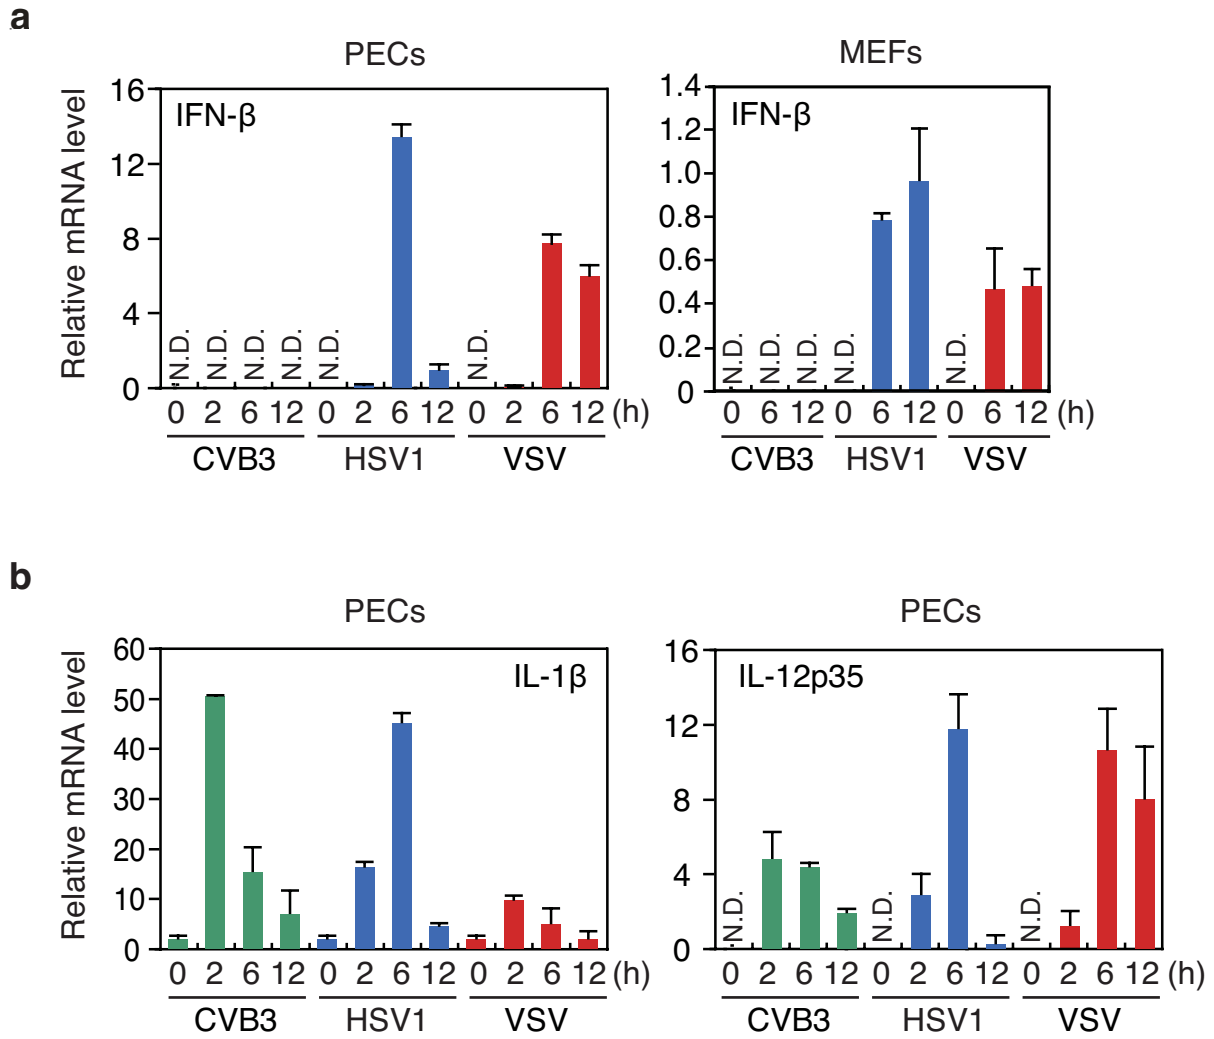 a
PECs
MEFs
Relative mRNA level
16
12
8
4
0
IFN-β
N.D. N.D. N.D. N.D. N.D. N.D.
0 2 6 12 0 2 6 12 0 2 6 12 (h)
CVB3 HSV1 VSV
1.4
1.2
1.0
0.8
0.6
0.4
0.2
0
IFN-β
N.D. N.D. N.D. N.D. N.D.
0 6 12 0 6 12 0 6 12 (h)
CVB3 HSV1 VSV
b
PECs
PECs
Relative mRNA level
60
50
40
30
20
10
0
IL-1β
0 2 6 12 0 2 6 12 0 2 6 12 (h)
CVB3 HSV1 VSV
16
12
8
4
0
IL-12p35
N.D. N.D. N.D.
0 2 6 12 0 2 6 12 0 2 6 12 (h)
CVB3 HSV1 VSV